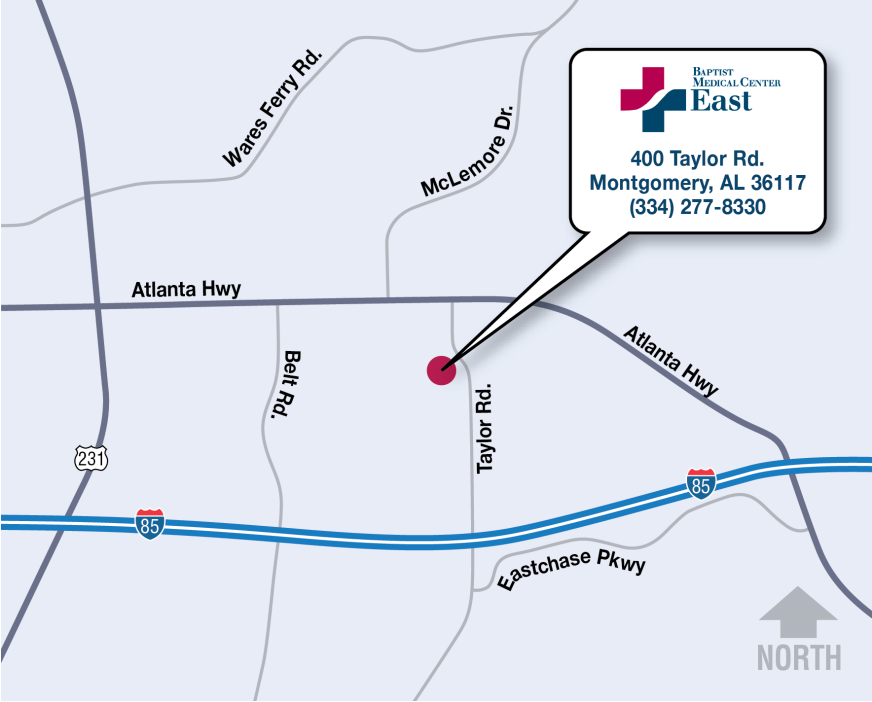 Wares Ferry Rd.
McLemore Dr.
BAPTIST
MEDICAL CENTER
East
400 Taylor Rd.
Montgomery, AL 36117
(334) 277-8330
Atlanta Hwy
Atlanta Hwy
Belt Rd.
Taylor Rd.
231
85
85
Eastchase Pkwy
NORTH